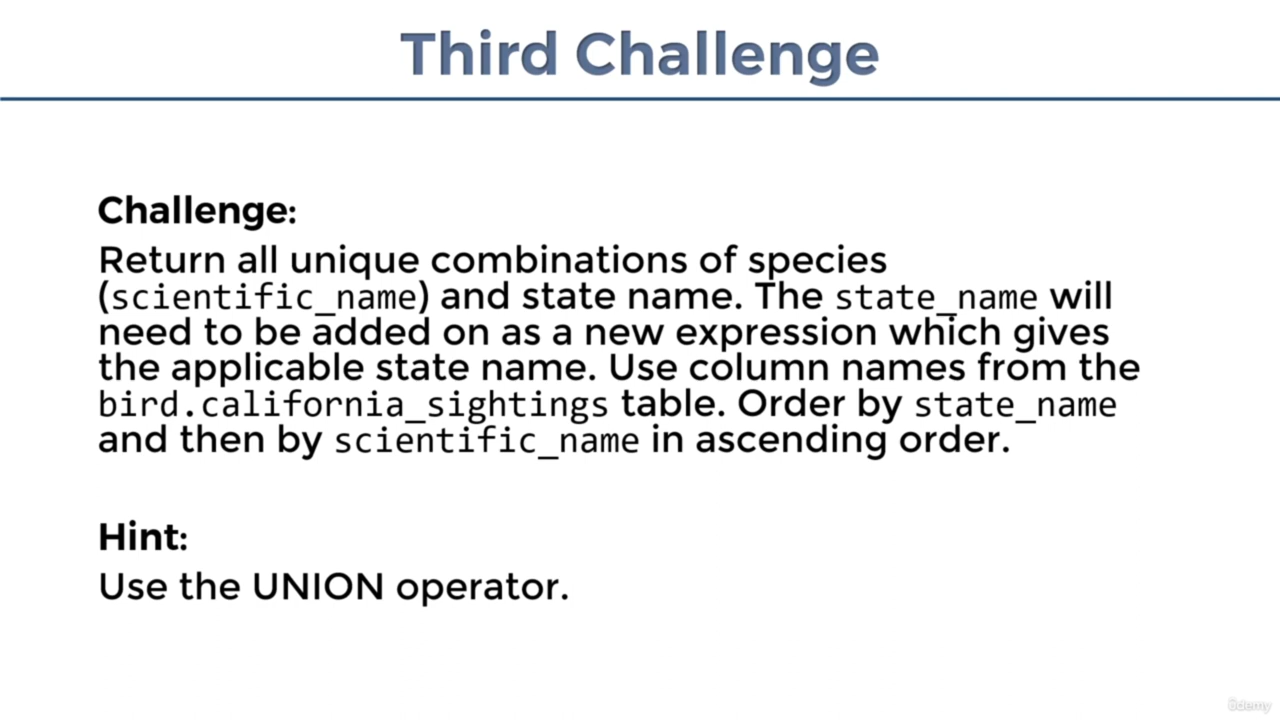 Third Challenge
Challenge:
Return all unique combinations of species
(scientific_name) and state name. The state_name will
need to be added on as a new expression which gives
the applicable state name. Use column names from the
bird.california_sightings table. Order by state_name
and then by scientific_name in ascending order.
Hint:
Use the UNION operator.
ûdemy